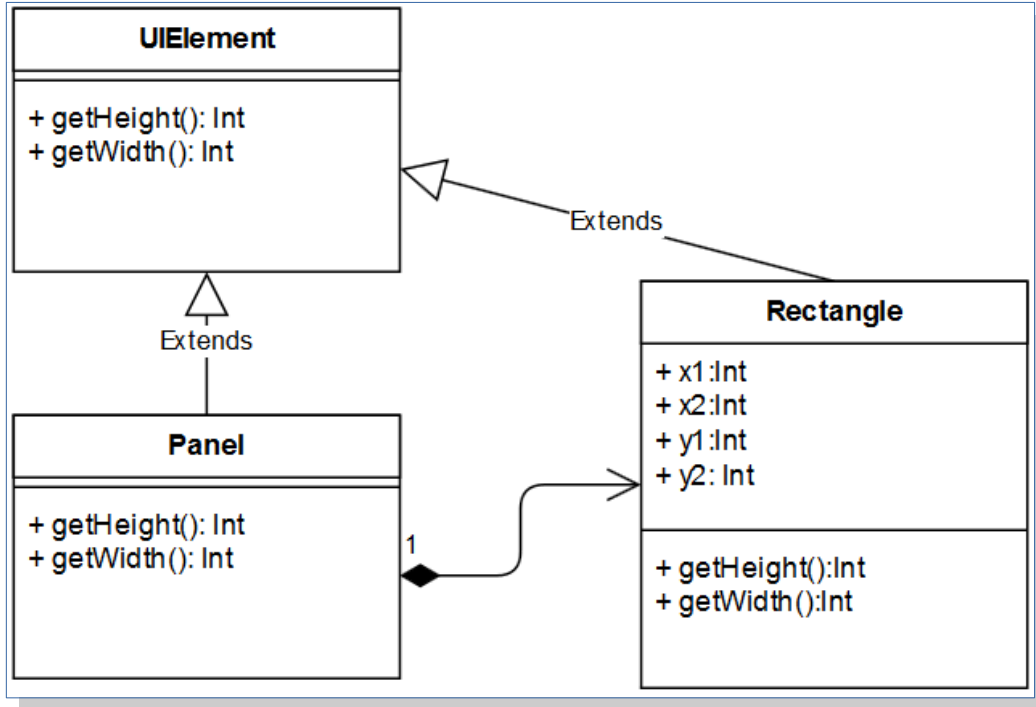 UIElement
+ getHeight(): Int
+ getWidth(): Int
Extends
Extends
Rectangle
+ x1:Int
+ x2:Int
+ y1:Int
+ y2: Int
+ getHeight():Int
+ getWidth():Int
Panel
+ getHeight(): Int
+ getWidth(): Int
1